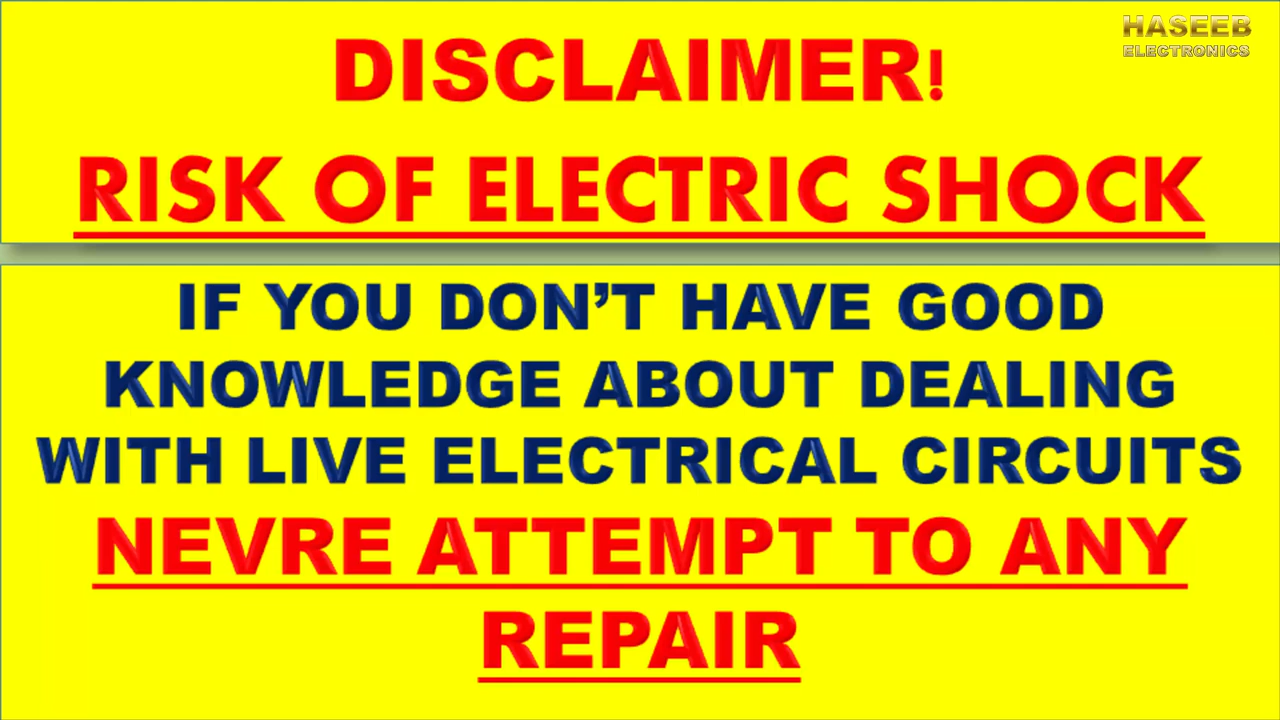 HASEEB
ELECTRONICS
DISCLAIMER!
RISK OF ELECTRIC SHOCK
IF YOU DON’T HAVE GOOD
KNOWLEDGE ABOUT DEALING
WITH LIVE ELECTRICAL CIRCUITS
NEVRE ATTEMPT TO ANY
REPAIR